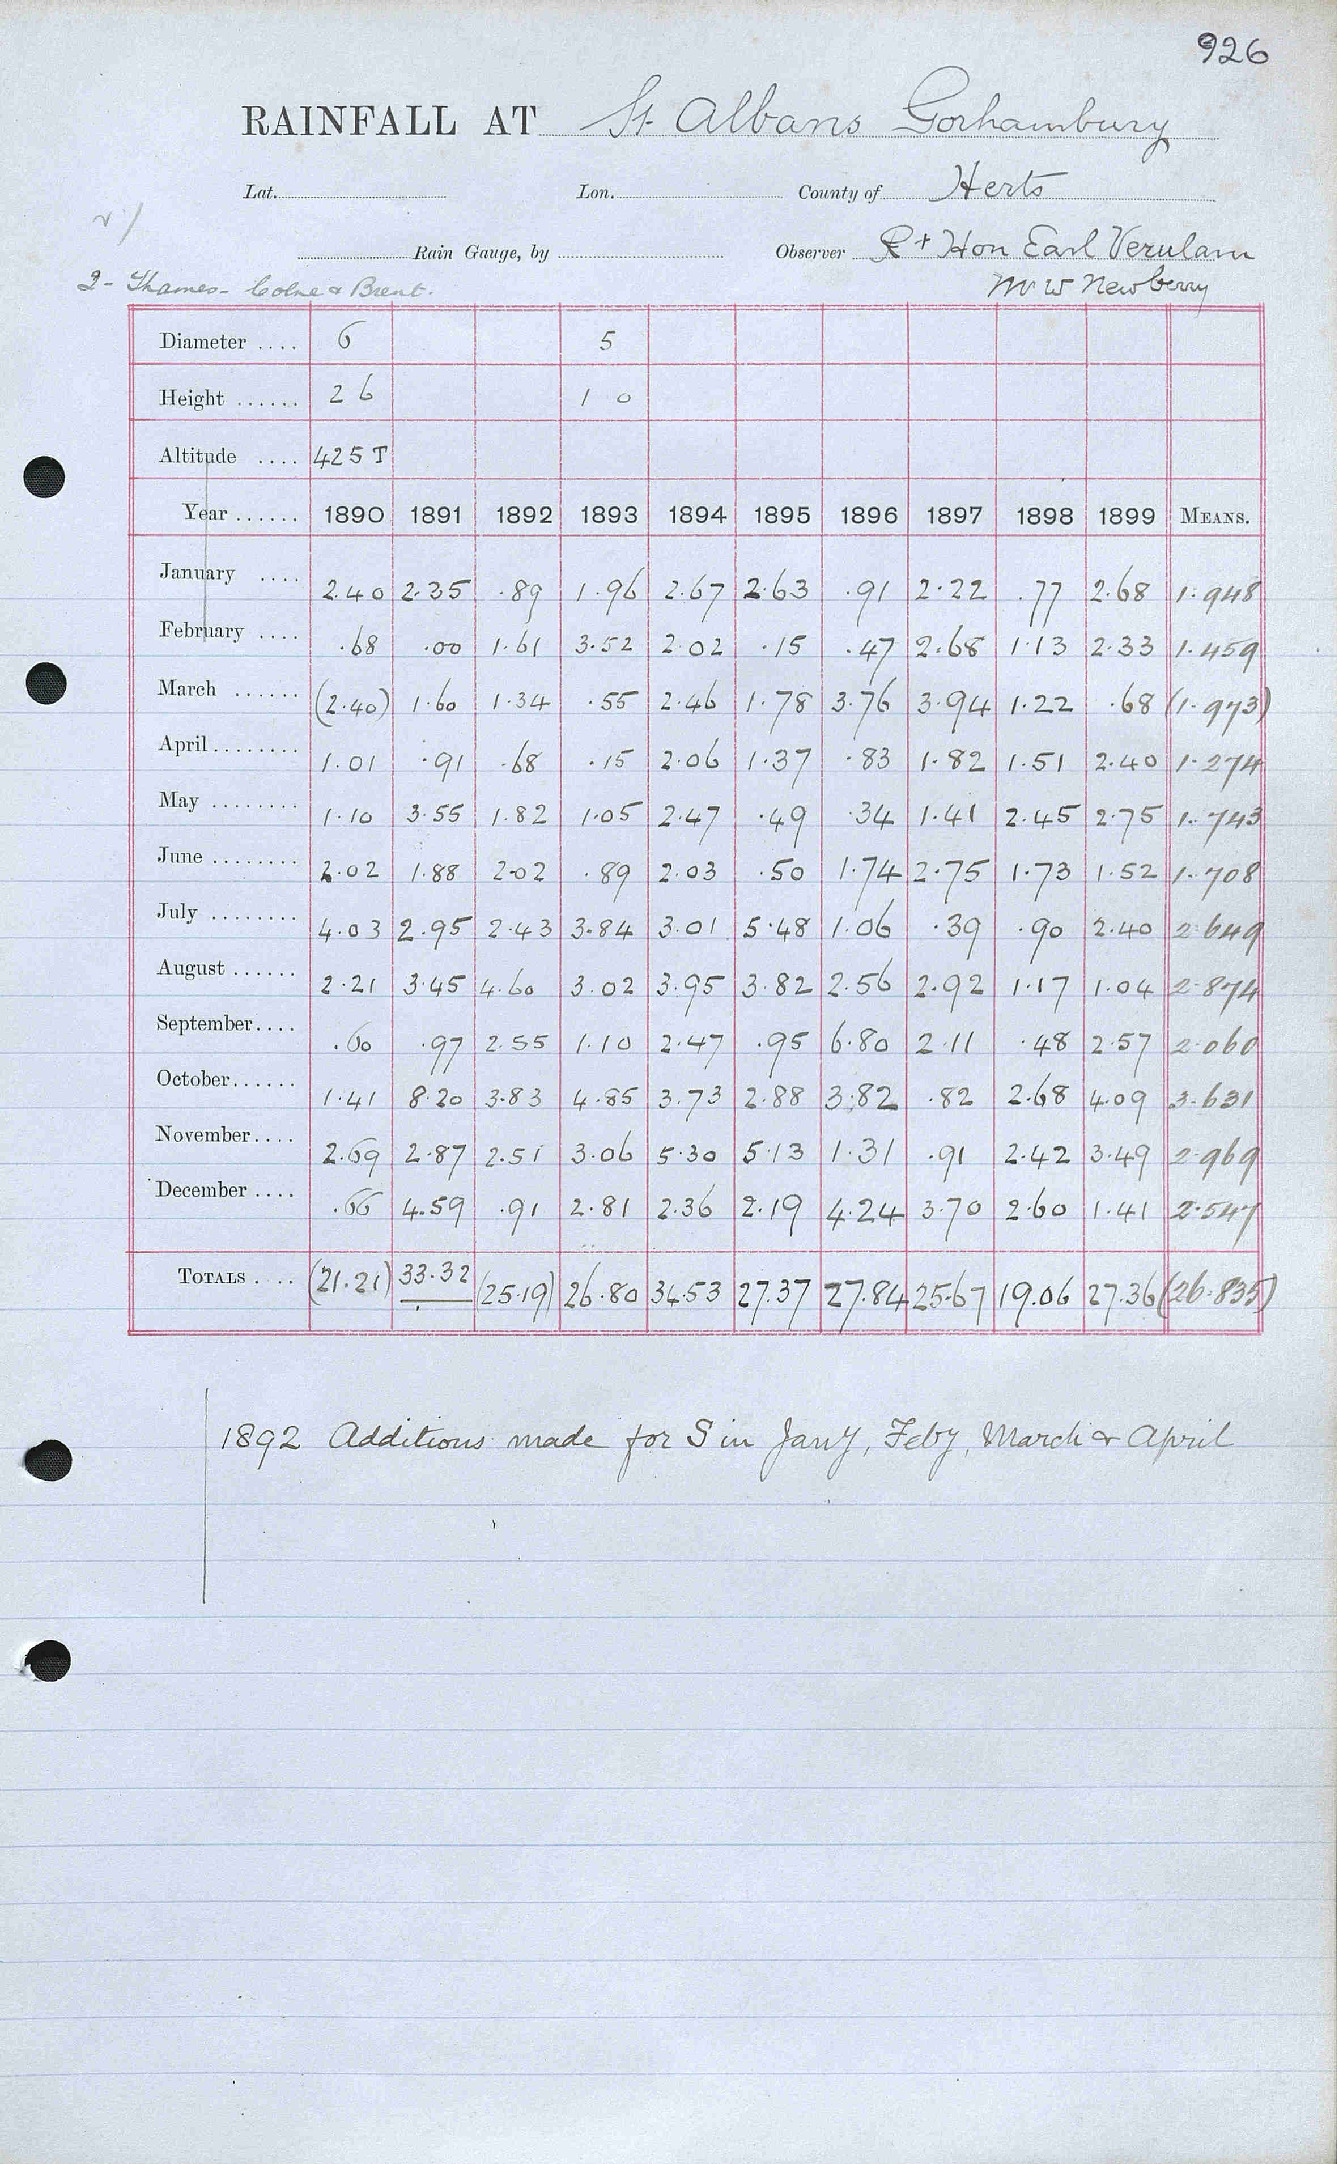 926
RAINFALL AT St Albans Gorhambury
Lat. Lon. County of Herts
Rain Gauge, by Observer Rt Hon Earl Verulam
2 - Thames - Colne & Brent. Mr W Newberry
Diameter .... 6 5
Height ...... 2 6 1 0
Altitude .... 425 T
Year ...... 1890 1891 1892 1893 1894 1895 1896 1897 1898 1899 MEANS.
January .... 2.40 2.35 .89 1.96 2.67 2.63 .91 2.22 .77 2.68 1.948
February .... .68 .00 1.61 3.52 2.02 .15 .47 2.68 1.13 2.33 1.459
March ...... (2.40) 1.60 1.34 .55 2.46 1.78 3.76 3.94 1.22 .68 (1.973)
April ........ 1.01 .91 .68 .15 2.06 1.37 .83 1.82 1.51 2.40 1.274
May ........ 1.10 3.55 1.82 1.05 2.47 .49 .34 1.41 2.45 2.75 1.743
June ........ 2.02 1.88 2.02 .89 2.03 .50 1.74 2.75 1.73 1.52 1.708
July ........ 4.03 2.95 2.43 3.84 3.01 5.48 1.06 .39 .90 2.40 2.649
August ...... 2.21 3.45 4.60 3.02 3.95 3.82 2.56 2.92 1.17 1.04 2.874
September .... .60 .97 2.55 1.10 2.47 .95 6.80 2.11 .48 2.57 2.060
October ...... 1.41 8.20 3.83 4.85 3.73 2.88 3.82 .82 2.68 4.09 3.631
November .... 2.69 2.87 2.51 3.06 5.30 5.13 1.31 .91 2.42 3.49 2.969
December .... .66 4.59 .91 2.81 2.36 2.19 4.24 3.70 2.60 1.41 2.547
TOTALS .... (21.21) 33.32 (25.19) 26.80 34.53 27.37 27.84 25.67 19.06 27.36 (26.835)
1892 Additions made for S in Jany, Feby, March & April